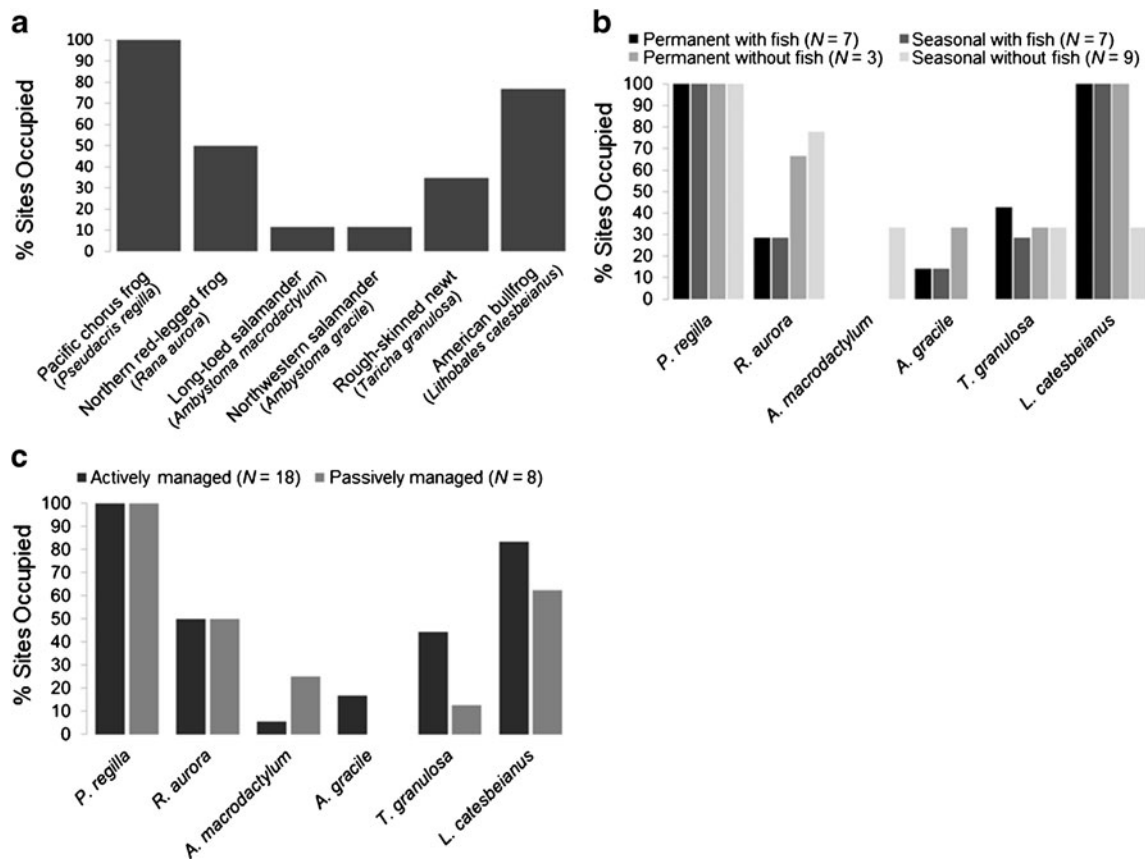 a
100
90
80
70
60
50
40
30
20
10
0
% Sites Occupied
Pacific chorus frog
(Pseudacris regilla)
Northern red-legged frog
(Rana aurora)
Long-toed salamander
(Ambystoma macrodactylum)
Northwestern salamander
(Ambystoma gracile)
Rough-skinned newt
(Taricha granulosa)
American bullfrog
(Lithobates catesbeianus)
b
Permanent with fish (N = 7)
Seasonal with fish (N = 7)
Permanent without fish (N = 3)
Seasonal without fish (N = 9)
100
90
80
70
60
50
40
30
20
10
0
% Sites Occupied
P. regilla
R. aurora
A. macrodactylum
A. gracile
T. granulosa
L. catesbeianus
c
Actively managed (N = 18)
Passively managed (N = 8)
100
90
80
70
60
50
40
30
20
10
0
% Sites Occupied
P. regilla
R. aurora
A. macrodactylum
A. gracile
T. granulosa
L. catesbeianus